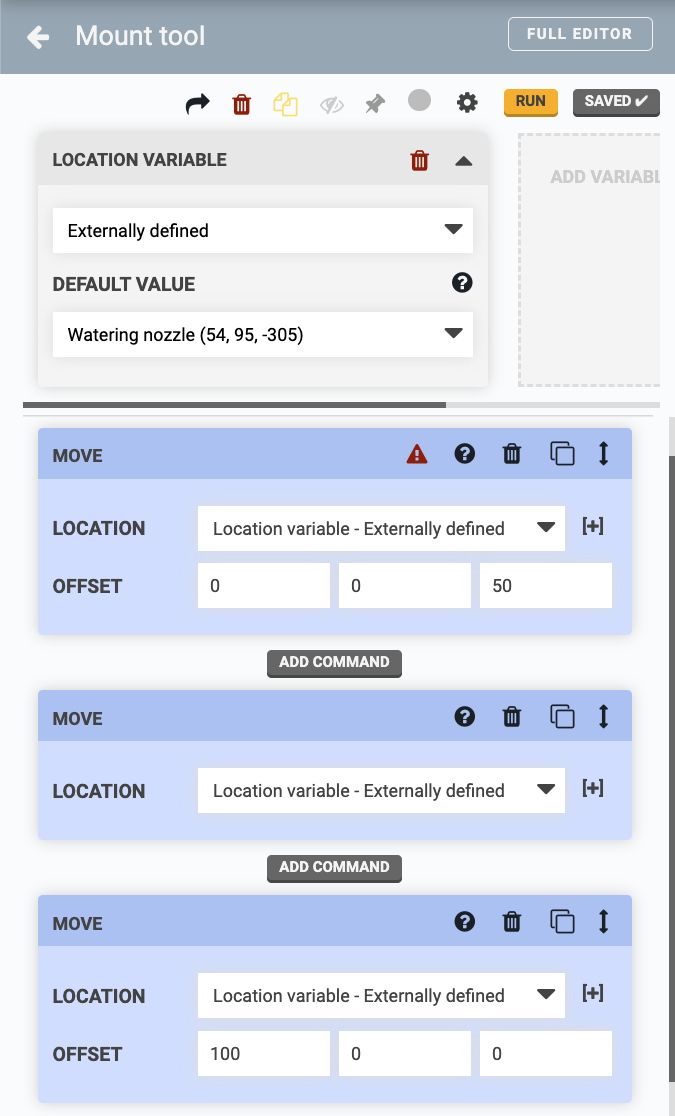 Mount tool
FULL EDITOR
RUN
SAVED ✔
LOCATION VARIABLE
Externally defined
DEFAULT VALUE
Watering nozzle (54, 95, -305)
ADD VARIABL
MOVE
LOCATION
Location variable - Externally defined
[+]
OFFSET
0
0
50
ADD COMMAND
MOVE
LOCATION
Location variable - Externally defined
[+]
ADD COMMAND
MOVE
LOCATION
Location variable - Externally defined
[+]
OFFSET
100
0
0